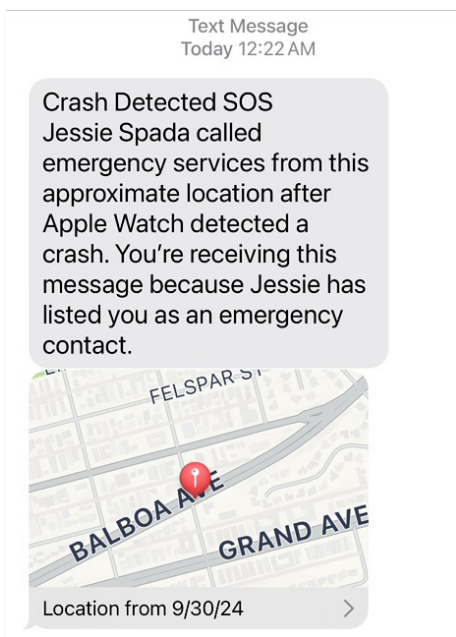 Text Message
Today 12:22 AM
Crash Detected SOS
Jessie Spada called
emergency services from this
approximate location after
Apple Watch detected a
crash. You’re receiving this
message because Jessie has
listed you as an emergency
contact.
FELSPAR ST
BALBOA AVE
GRAND AVE
Location from 9/30/24